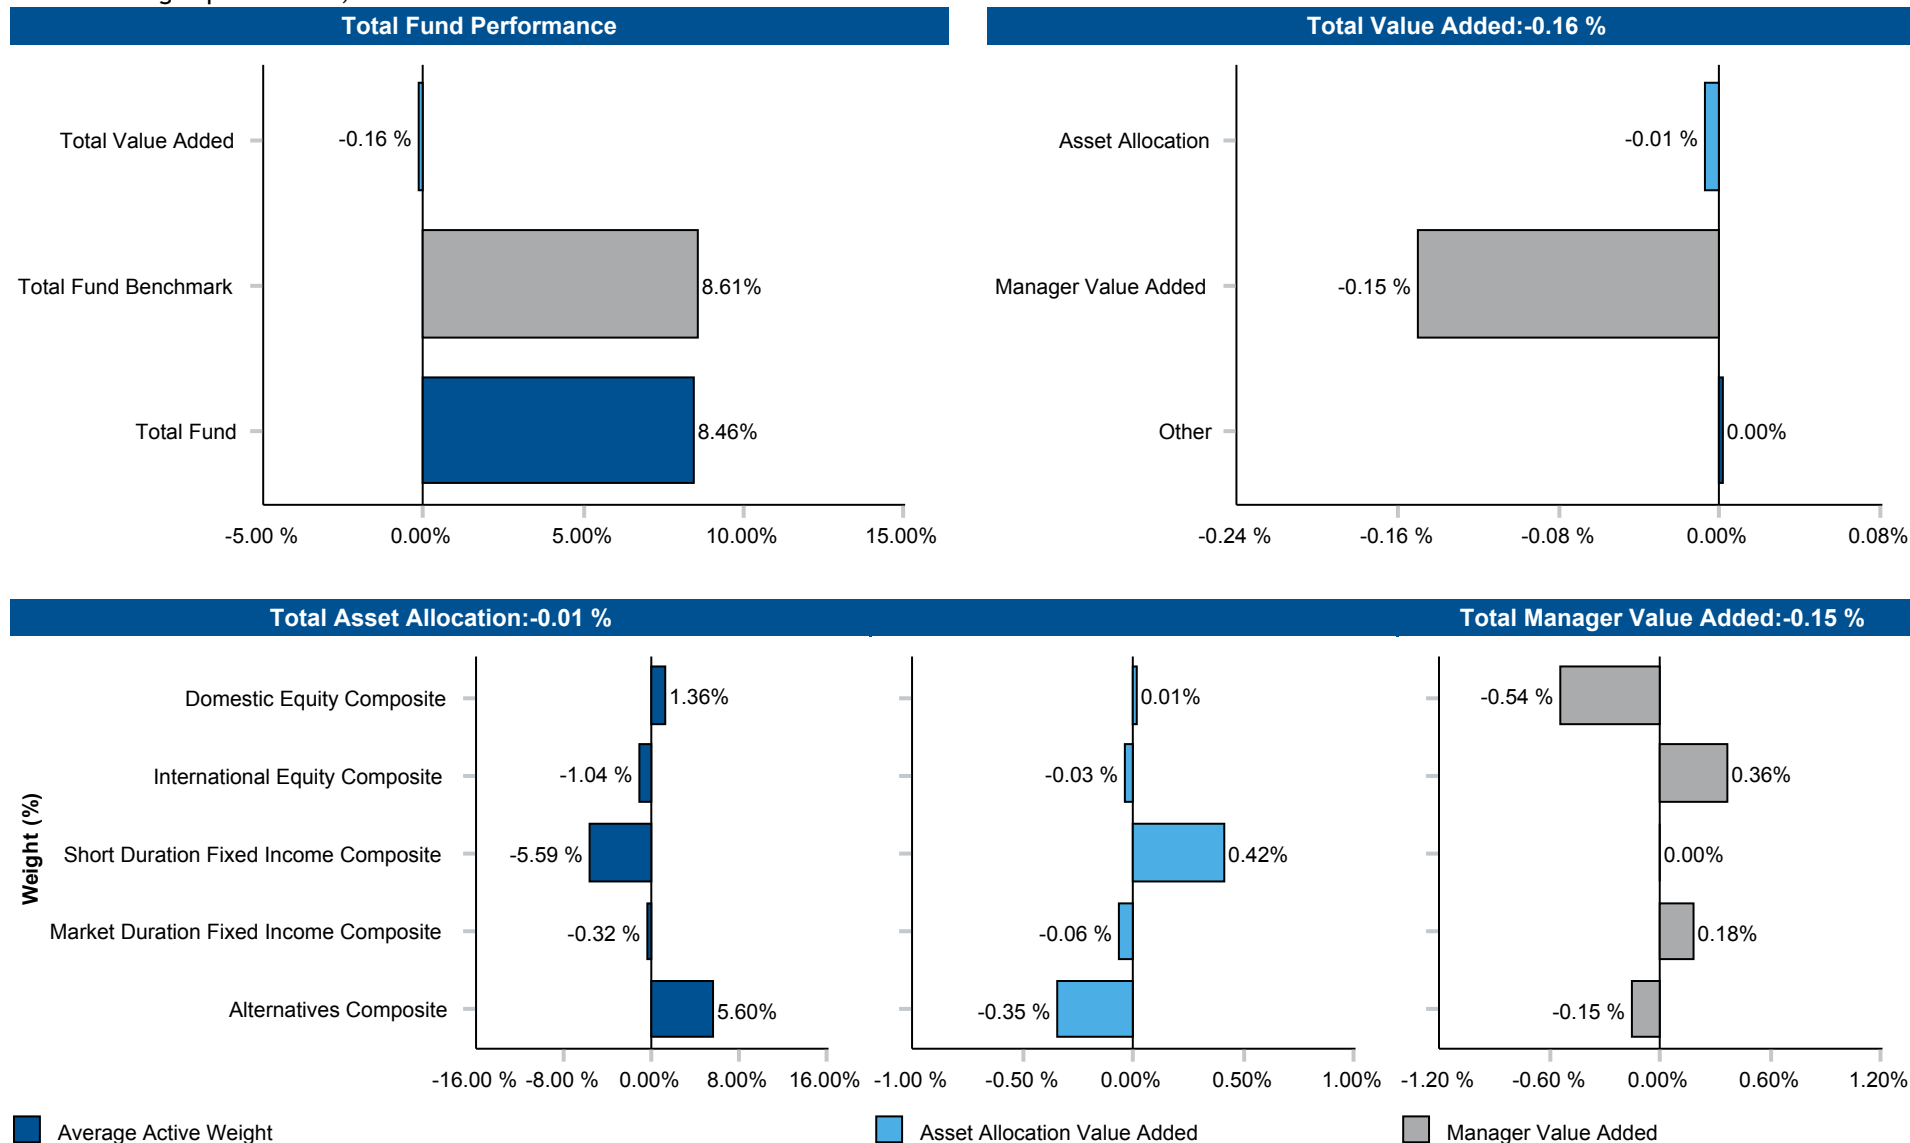 Total Fund Performance
Total Value Added:-0.16 %
Total Value Added
-0.16 %
Total Fund Benchmark
8.61%
Total Fund
8.46%
-5.00 % 0.00% 5.00% 10.00% 15.00%
Asset Allocation
-0.01 %
Manager Value Added
-0.15 %
Other
0.00%
-0.24 % -0.16 % -0.08 % 0.00% 0.08%
Total Asset Allocation:-0.01 %
Total Manager Value Added:-0.15 %
Weight (%)
Domestic Equity Composite 1.36% 0.01% -0.54 %
International Equity Composite -1.04 % -0.03 % 0.36%
Short Duration Fixed Income Composite -5.59 % 0.42% 0.00%
Market Duration Fixed Income Composite -0.32 % -0.06 % 0.18%
Alternatives Composite 5.60% -0.35 % -0.15 %
-16.00 % -8.00 % 0.00% 8.00% 16.00% -1.00 % -0.50 % 0.00% 0.50% 1.00% -1.20 % -0.60 % 0.00% 0.60% 1.20%
Average Active Weight
Asset Allocation Value Added
Manager Value Added